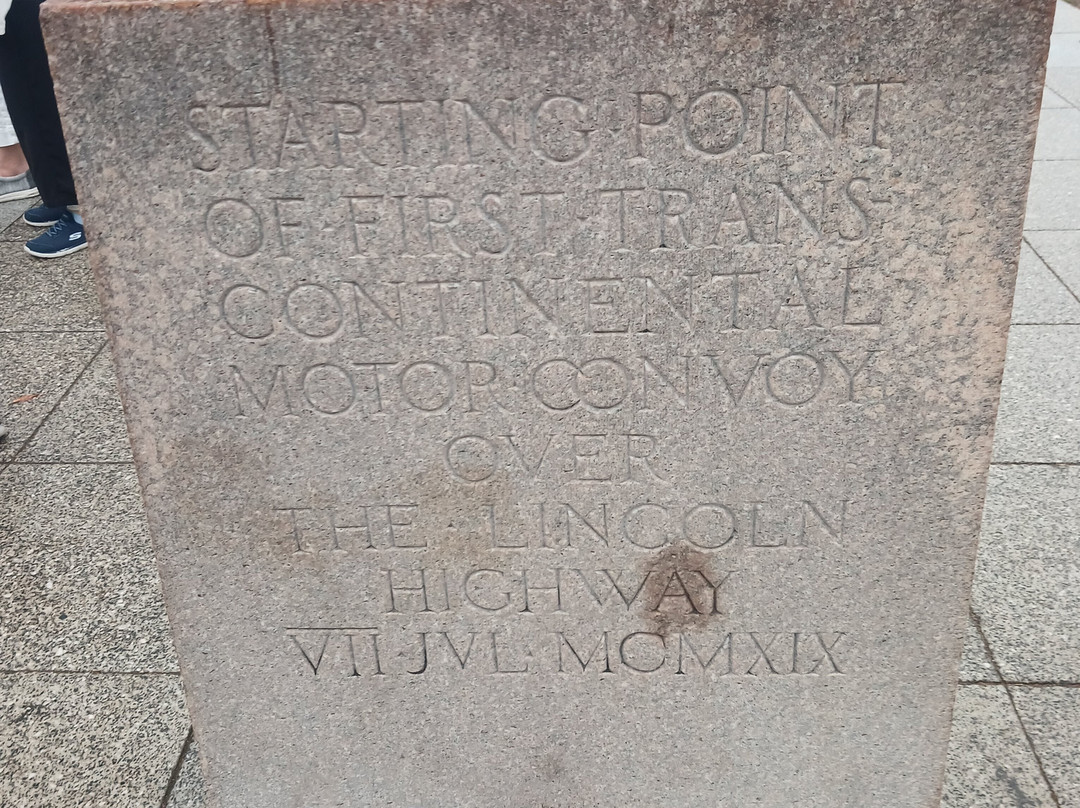 STARTING·POINT
OF·FIRST·TRANS-
CONTINENTAL
MOTOR·CONVOY
OVER
THE·LINCOLN
HIGHWAY
VII·JVL·MCMXIX